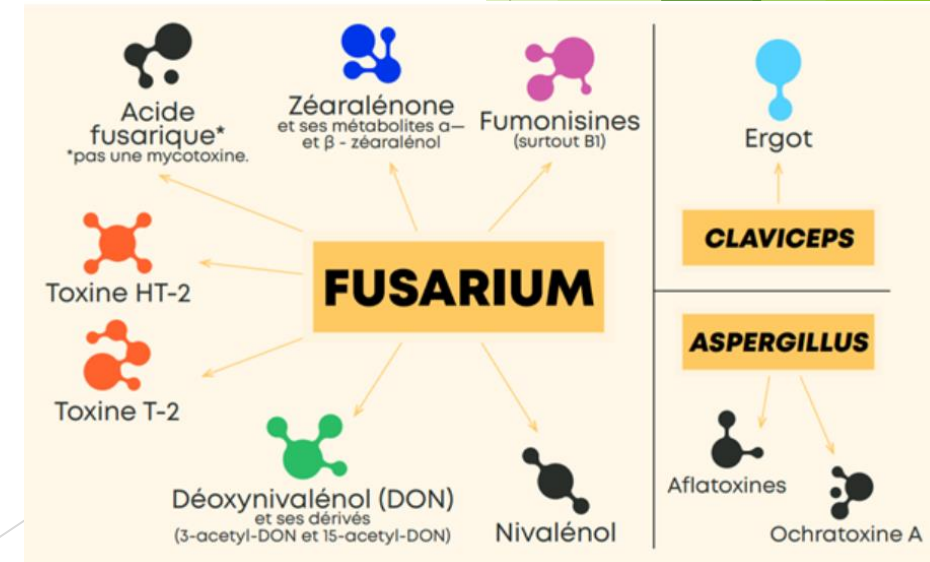 Acide
fusarique*
*pas une mycotoxine.
Zéaralénone
et ses métabolites a—
et β - zéaralénol
Fumonisines
(surtout B1)
Toxine HT-2
Toxine T-2
FUSARIUM
Déoxynivalénol (DON)
et ses dérivés
(3-acetyl-DON et 15-acetyl-DON)
Nivalénol
Ergot
CLAVICEPS
ASPERGILLUS
Aflatoxines
Ochratoxine A